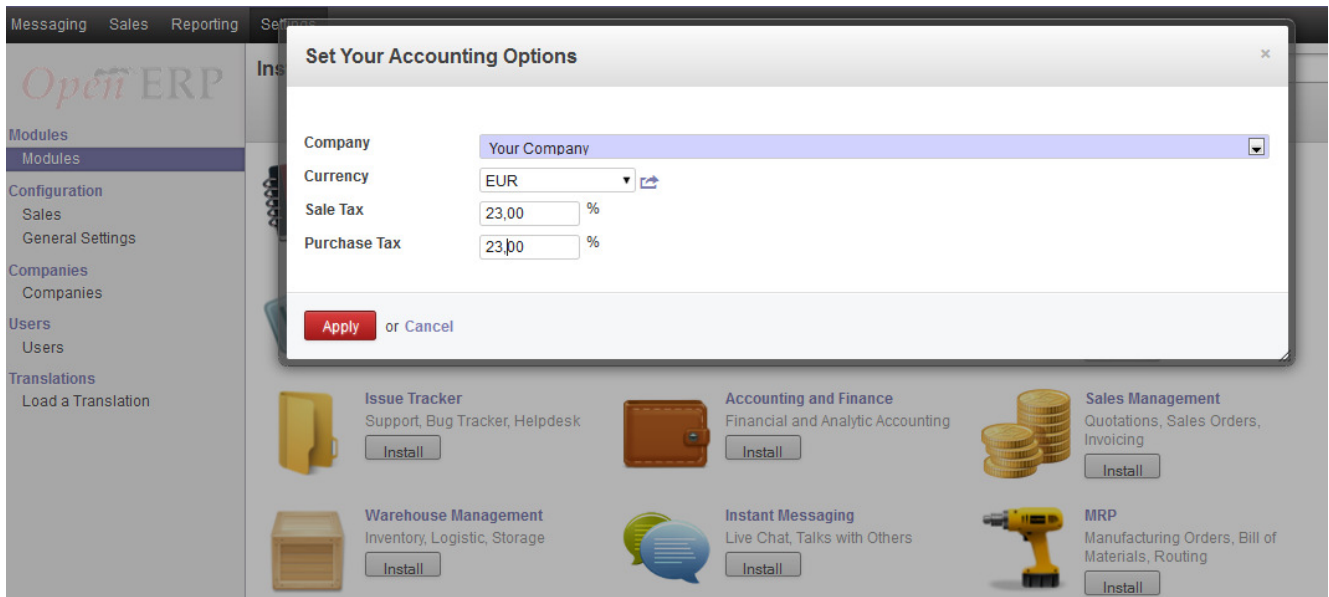 Messaging Sales Reporting Settings
Open ERP
Modules
Modules
Configuration
Sales
General Settings
Companies
Companies
Users
Users
Translations
Load a Translation
Ins
Set Your Accounting Options ×
Company Your Company
Currency EUR
Sale Tax 23,00 %
Purchase Tax 23,00 %
Apply or Cancel
Issue Tracker
Support, Bug Tracker, Helpdesk
Install
Accounting and Finance
Financial and Analytic Accounting
Install
Sales Management
Quotations, Sales Orders,
Invoicing
Install
Warehouse Management
Inventory, Logistic, Storage
Install
Instant Messaging
Live Chat, Talks with Others
Install
MRP
Manufacturing Orders, Bill of
Materials, Routing
Install